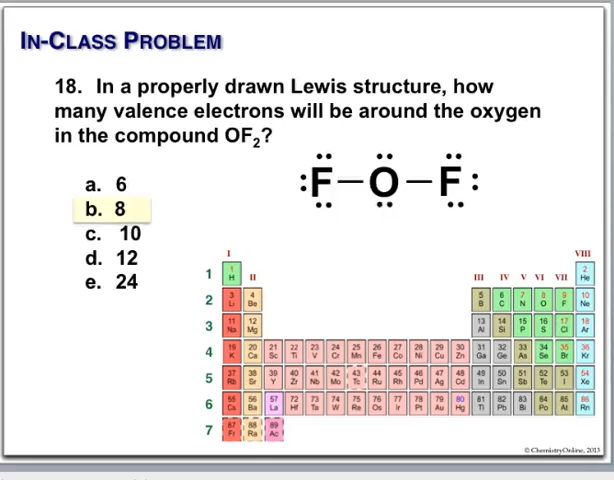 IN-CLASS PROBLEM
18. In a properly drawn Lewis structure, how
many valence electrons will be around the oxygen
in the compound OF₂?
a. 6
b. 8
c. 10
d. 12
e. 24
:F—O—F:
I VIII
1 1 H II III IV V VI VII 2 He
2 3 Li 4 Be 5 B 6 C 7 N 8 O 9 F 10 Ne
3 11 Na 12 Mg 13 Al 14 Si 15 P 16 S 17 Cl 18 Ar
4 19 K 20 Ca 21 Sc 22 Ti 23 V 24 Cr 25 Mn 26 Fe 27 Co 28 Ni 29 Cu 30 Zn 31 Ga 32 Ge 33 As 34 Se 35 Br 36 Kr
5 37 Rb 38 Sr 39 Y 40 Zr 41 Nb 42 Mo 43 Tc 44 Ru 45 Rh 46 Pd 47 Ag 48 Cd 49 In 50 Sn 51 Sb 52 Te 53 I 54 Xe
6 55 Cs 56 Ba 57 La 72 Hf 73 Ta 74 W 75 Re 76 Os 77 Ir 78 Pt 79 Au 80 Hg 81 Tl 82 Pb 83 Bi 84 Po 85 At 86 Rn
7 87 Fr 88 Ra 89 Ac
© ChemistryOnline, 2013